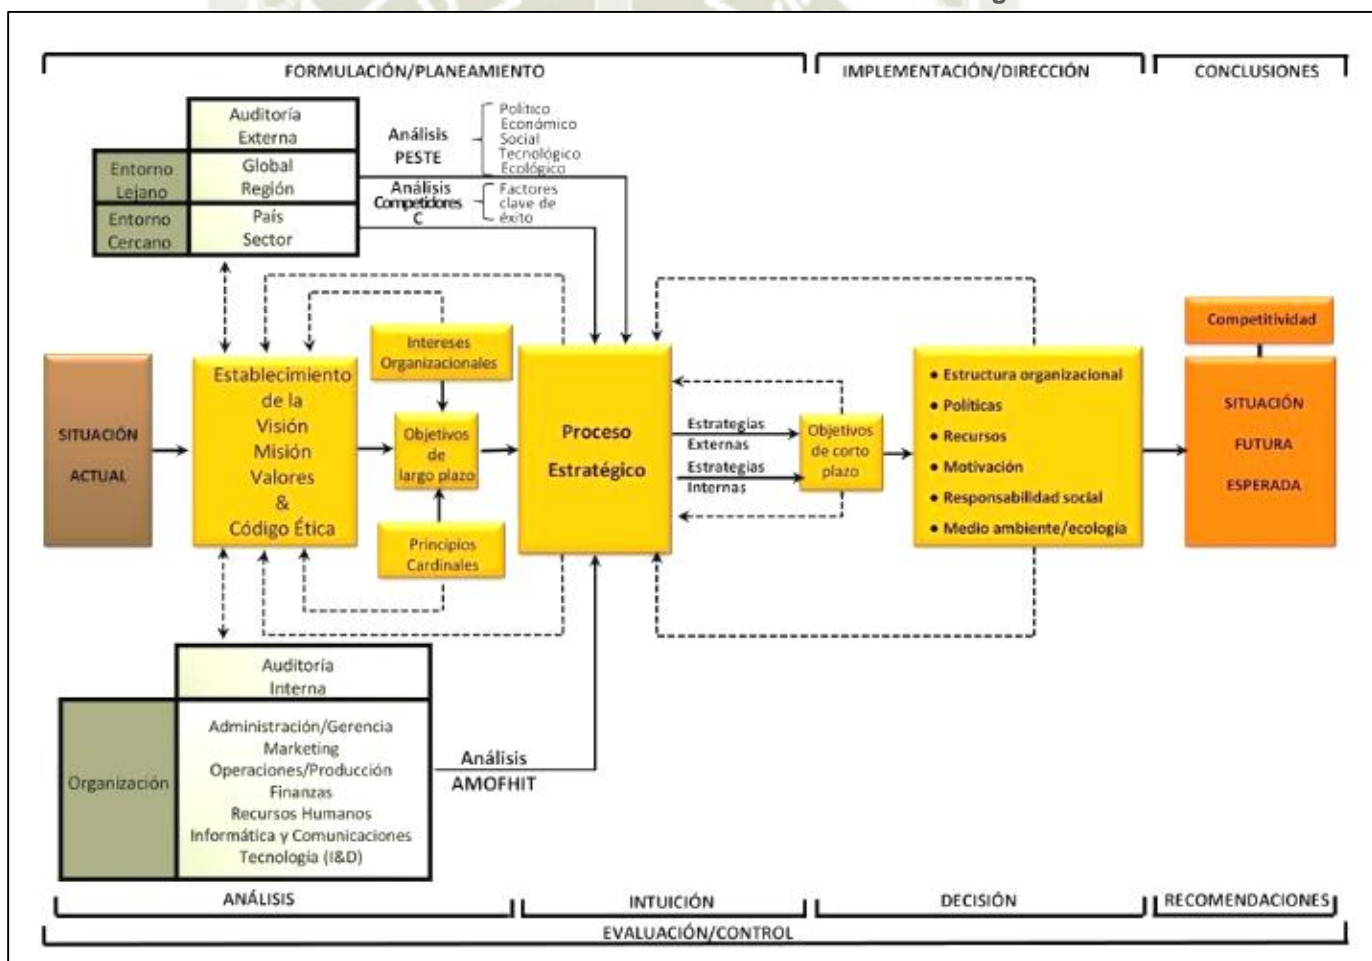 FORMULACIÓN/PLANEAMIENTO
IMPLEMENTACIÓN/DIRECCIÓN
CONCLUSIONES
Auditoría
Externa
Entorno
Lejano
Global
Región
Entorno
Cercano
País
Sector
Análisis
PESTE
Político
Económico
Social
Tecnológico
Ecológico
Análisis
Competidores
C
Factores
clave de
éxito
SITUACIÓN
ACTUAL
Establecimiento
de la
Visión
Misión
Valores
&
Código Ética
Intereses
Organizacionales
Objetivos
de
largo plazo
Principios
Cardinales
Proceso
Estratégico
Estrategias
Externas
Estrategias
Internas
Objetivos
de corto
plazo
● Estructura organizacional
● Políticas
● Recursos
● Motivación
● Responsabilidad social
● Medio ambiente/ecología
Competitividad
SITUACIÓN
FUTURA
ESPERADA
Auditoría
Interna
Organización
Administración/Gerencia
Marketing
Operaciones/Producción
Finanzas
Recursos Humanos
Informática y Comunicaciones
Tecnología (I&D)
Análisis
AMOFHIT
ANÁLISIS
INTUICIÓN
DECISIÓN
RECOMENDACIONES
EVALUACIÓN/CONTROL